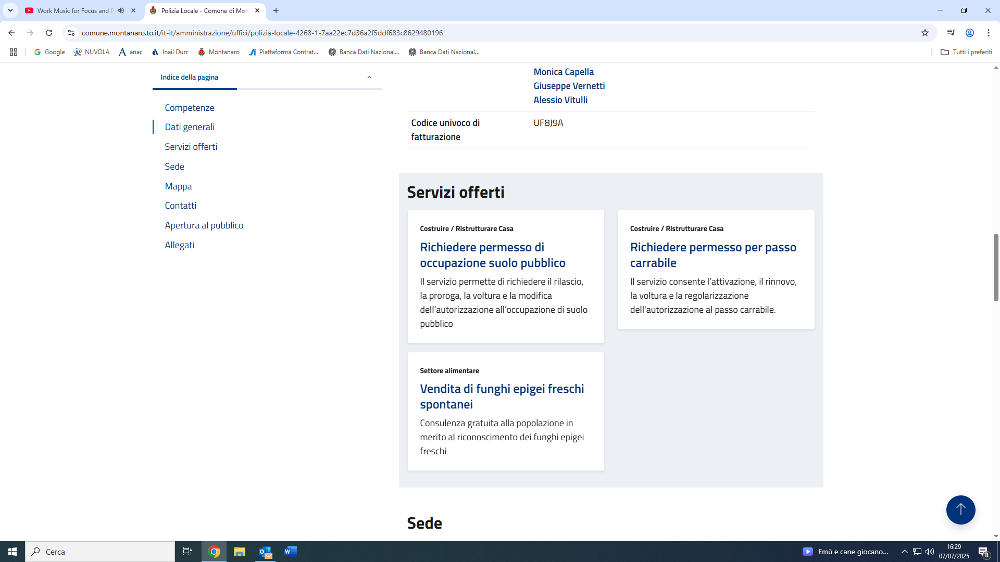 Work Music for Focus and P
Polizia Locale - Comune di Mon
comune.montanaro.to.it/it-it/amministrazione/uffici/polizia-locale-4268-1-7aa22ec7d36a2f5ddf683c8629480196
Google
NUVOLA
anac
Inail Durc
Montanaro
Piattaforma Contrat...
Banca Dati Nazional...
Banca Dati Nazional...
Tutti i preferiti
Indice della pagina
Competenze
Dati generali
Servizi offerti
Sede
Mappa
Contatti
Apertura al pubblico
Allegati
Monica Capella
Giuseppe Vernetti
Alessio Vitulli
Codice univoco di
fatturazione
UF8J9A
Servizi offerti
Costruire / Ristrutturare Casa
Richiedere permesso di
occupazione suolo pubblico
Il servizio permette di richiedere il rilascio,
la proroga, la voltura e la modifica
dell’autorizzazione all’occupazione di suolo
pubblico
Costruire / Ristrutturare Casa
Richiedere permesso per passo
carrabile
Il servizio consente l’attivazione, il rinnovo,
la voltura e la regolarizzazione
dell'autorizzazione al passo carrabile.
Settore alimentare
Vendita di funghi epigei freschi
spontanei
Consulenza gratuita alla popolazione in
merito al riconoscimento dei funghi epigei
freschi
Sede
Cerca
Emù e cane giocano...
16:29
07/07/2025
8